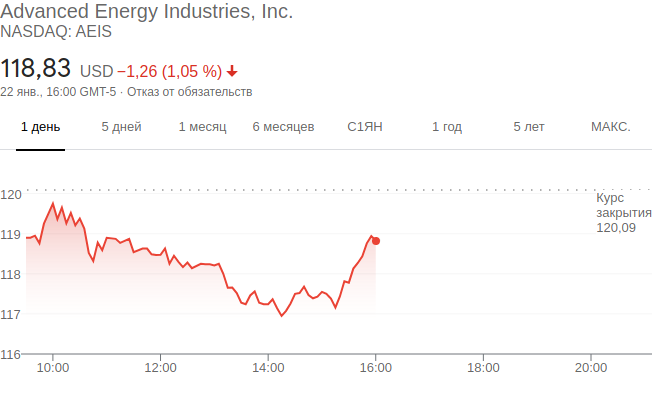 Advanced Energy Industries, Inc.
NASDAQ: AEIS
118,83 USD −1,26 (1,05 %)
22 янв., 16:00 GMT-5 · Отказ от обязательств
1 день 5 дней 1 месяц 6 месяцев С1ЯН 1 год 5 лет МАКС.
120
Курс
закрытия
120,09
119
118
117
116
10:00 12:00 14:00 16:00 18:00 20:00